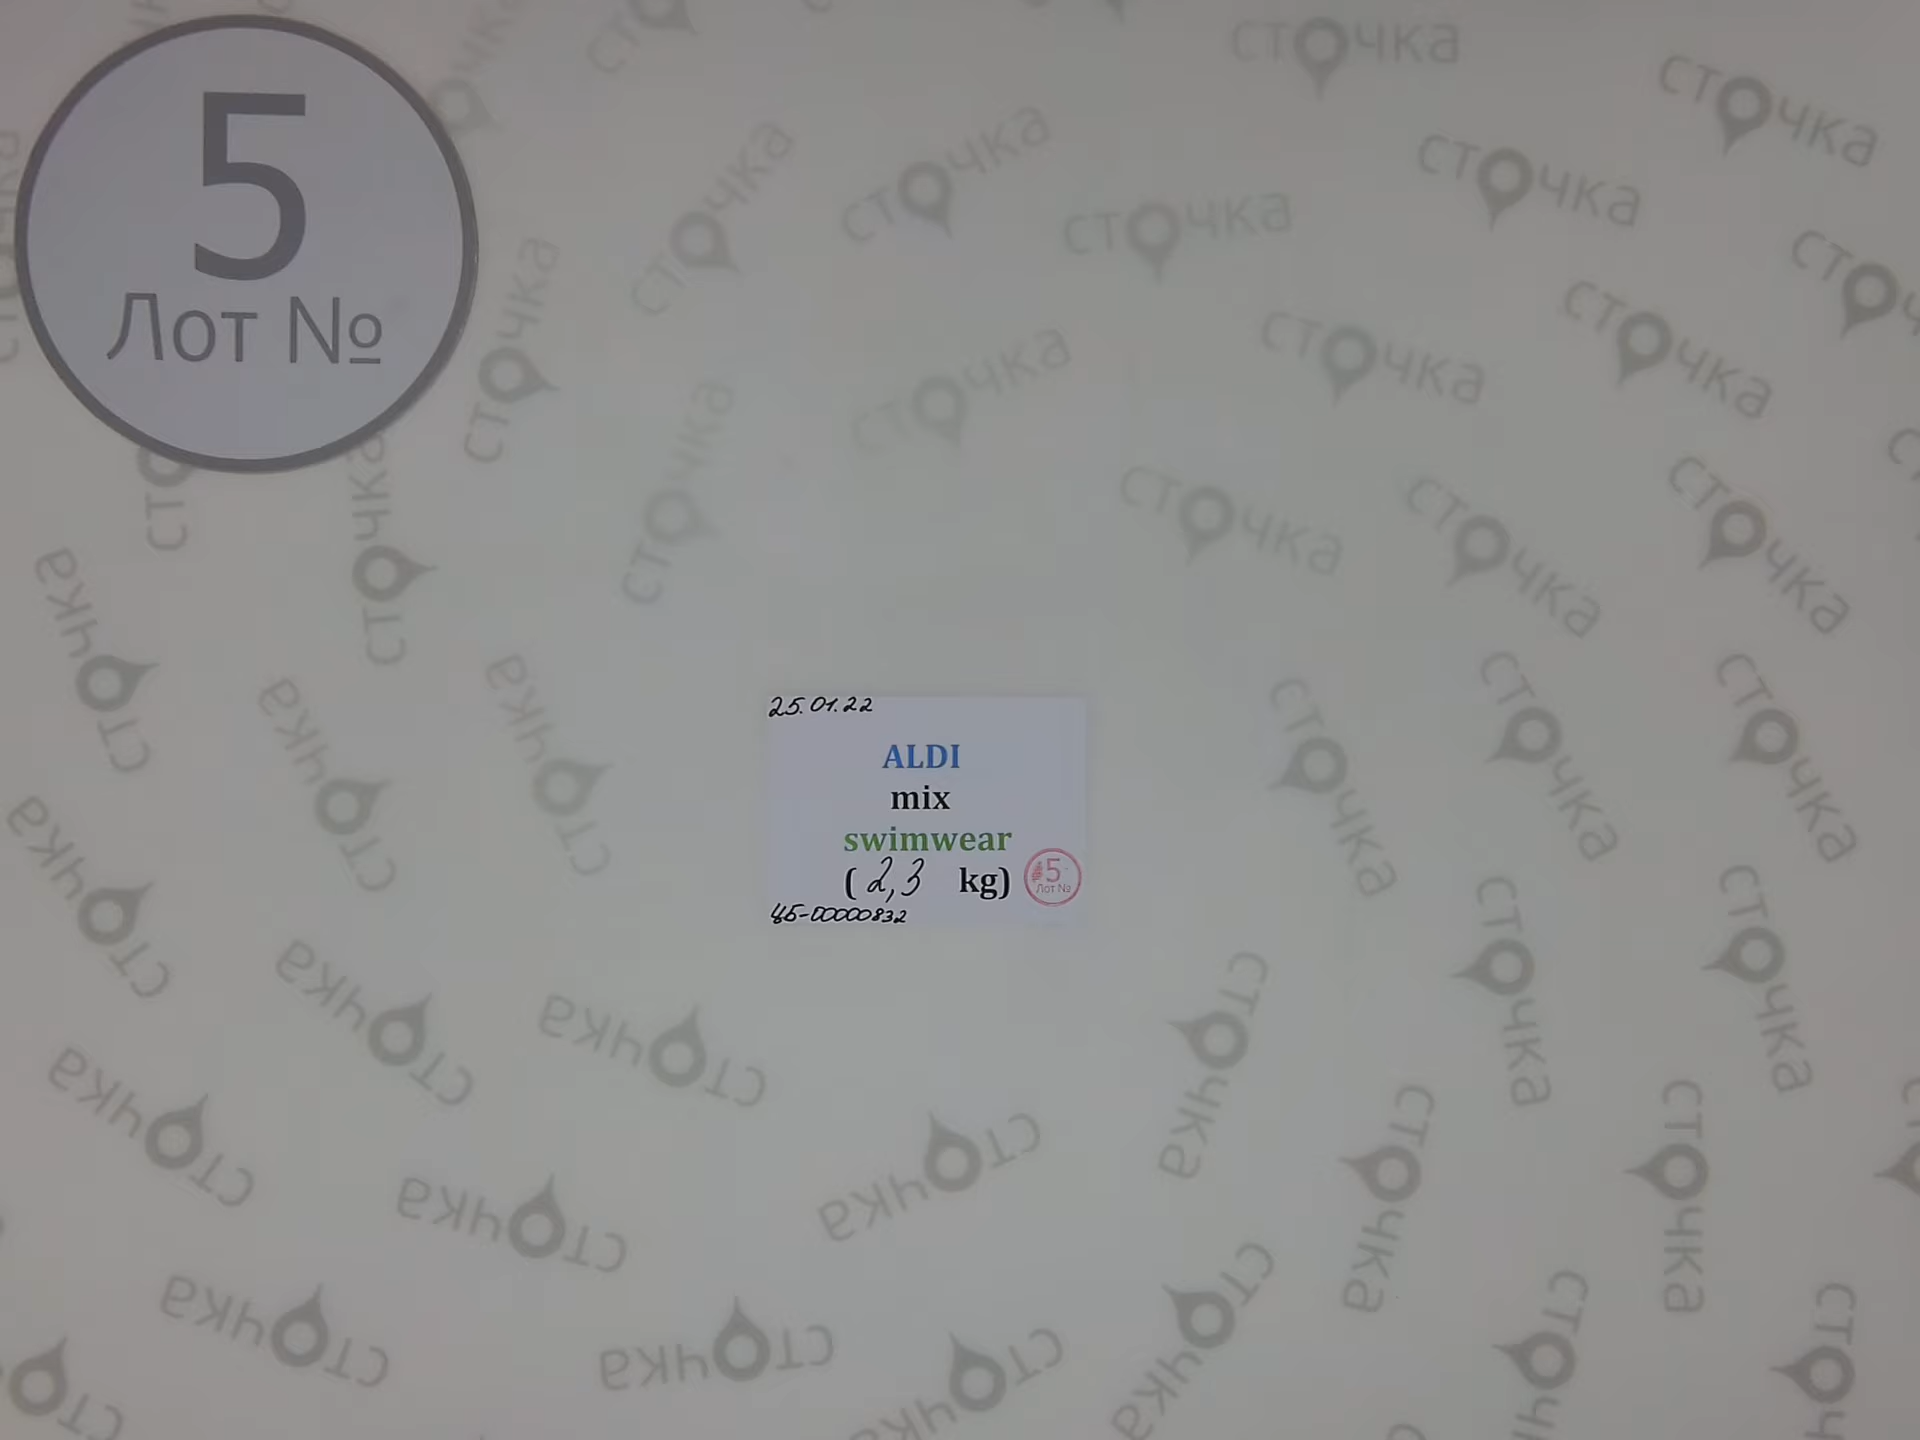 5
Лот №
25.01.22
ALDI
mix
swimwear
( 2,3 kg)
5
Лот №
ЦБ-00000832
сточка